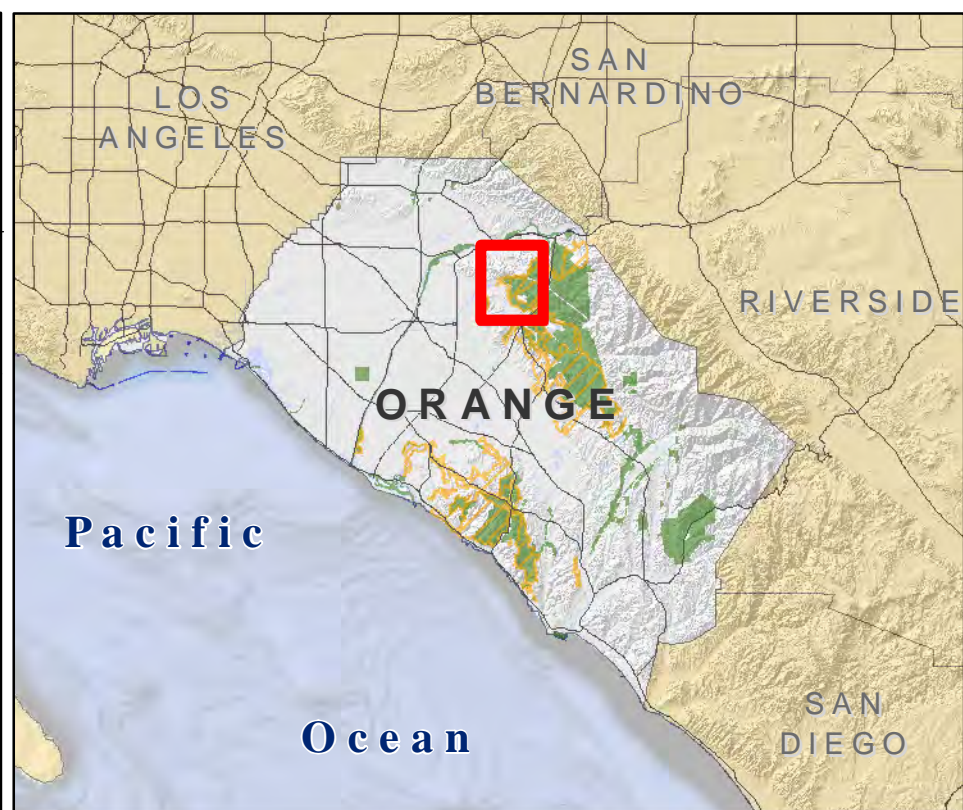 SAN
BERNARDINO
LOS
ANGELES
RIVERSIDE
ORANGE
Pacific
Ocean
SAN
DIEGO